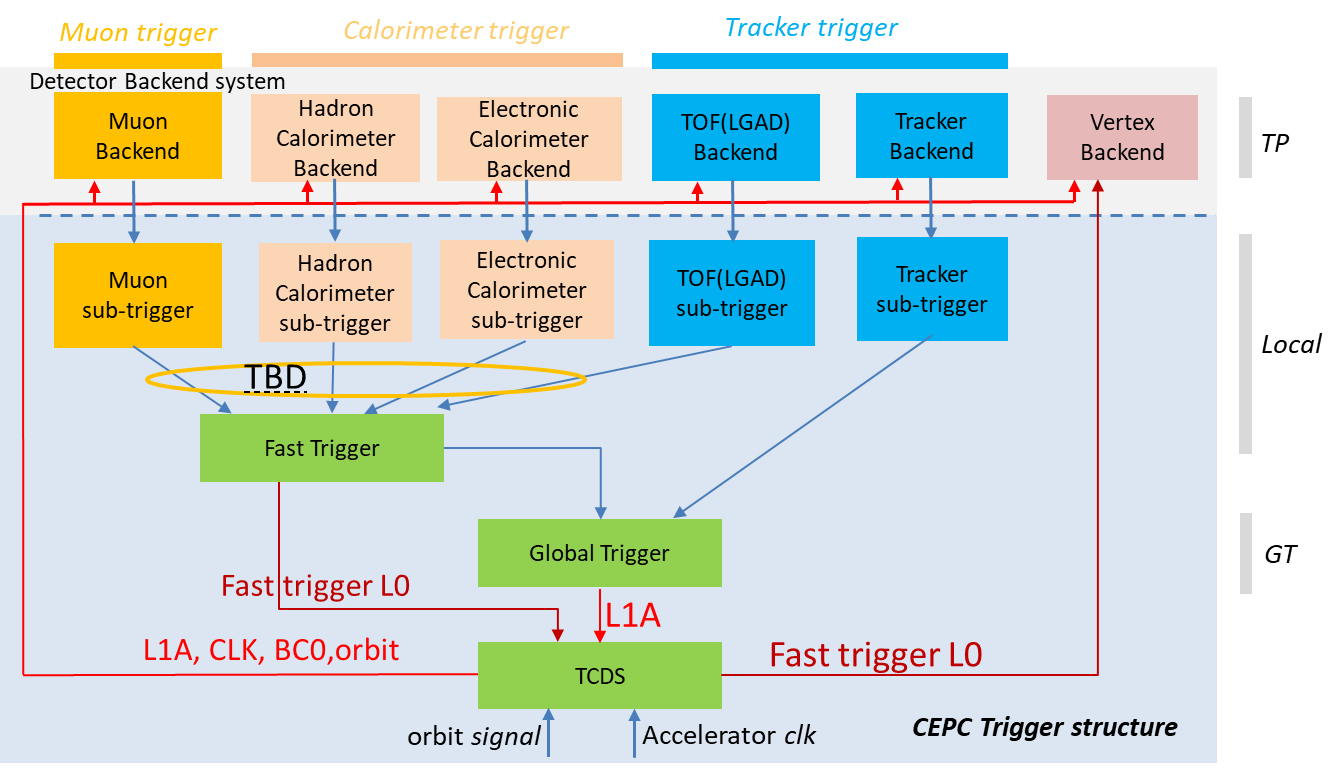 Muon trigger
Calorimeter trigger
Tracker trigger
Detector Backend system
Muon
Backend
Hadron
Calorimeter
Backend
Electronic
Calorimeter
Backend
TOF(LGAD)
Backend
Tracker
Backend
Vertex
Backend
TP
Muon
sub-trigger
Hadron
Calorimeter
sub-trigger
Electronic
Calorimeter
sub-trigger
TOF(LGAD)
sub-trigger
Tracker
sub-trigger
Local
TBD
Fast Trigger
Global Trigger
GT
Fast trigger L0
L1A
L1A, CLK, BC0,orbit
TCDS
Fast trigger L0
orbit signal
Accelerator clk
CEPC Trigger structure